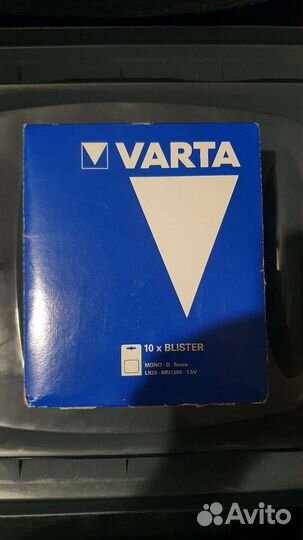 VARTA
10 x BLISTER
MONO - D - Torcia
LR20 - MN1300 - 1.5V
Avito